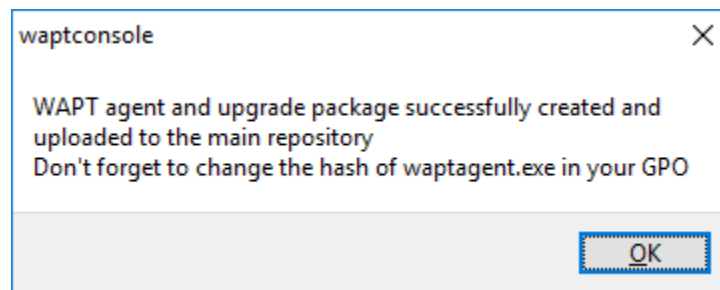 waptconsole
WAPT agent and upgrade package successfully created and
uploaded to the main repository
Don't forget to change the hash of waptagent.exe in your GPO
OK